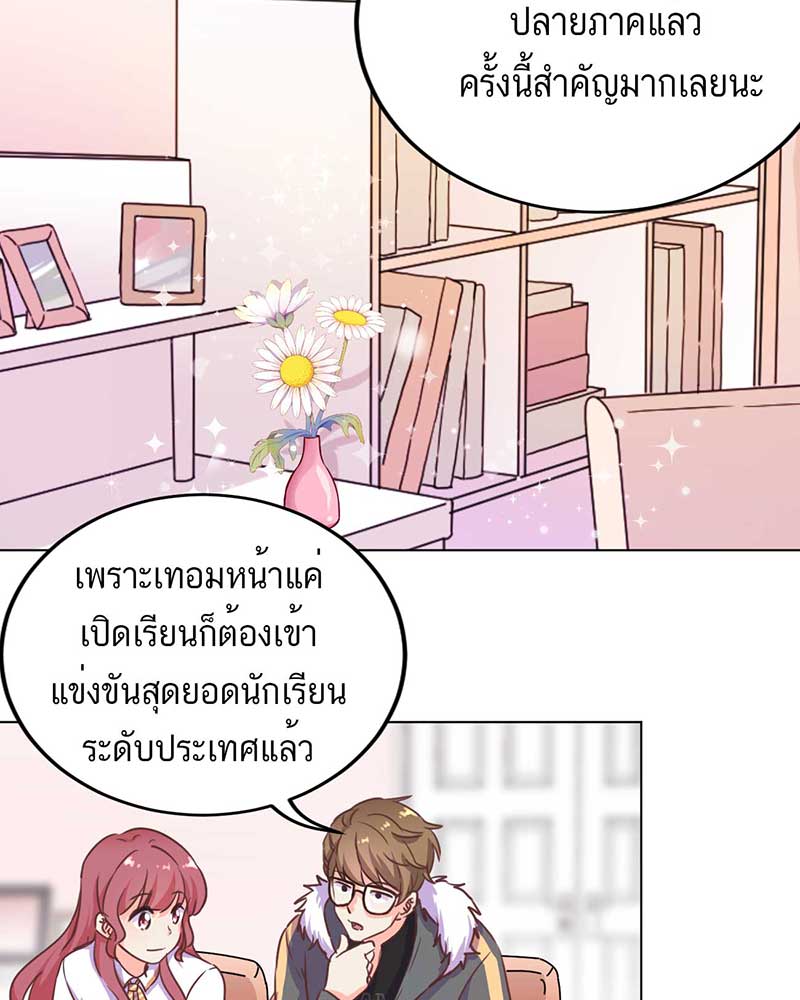 ปลายภาคแลว
ครั้งนี้สำคัญมากเลยนะ
เพราะเทอมหน้าแค่
เปิดเรียนก็ต้องเข้า
แข่งขันสุดยอดนักเรียน
ระดับประเทศแล้ว